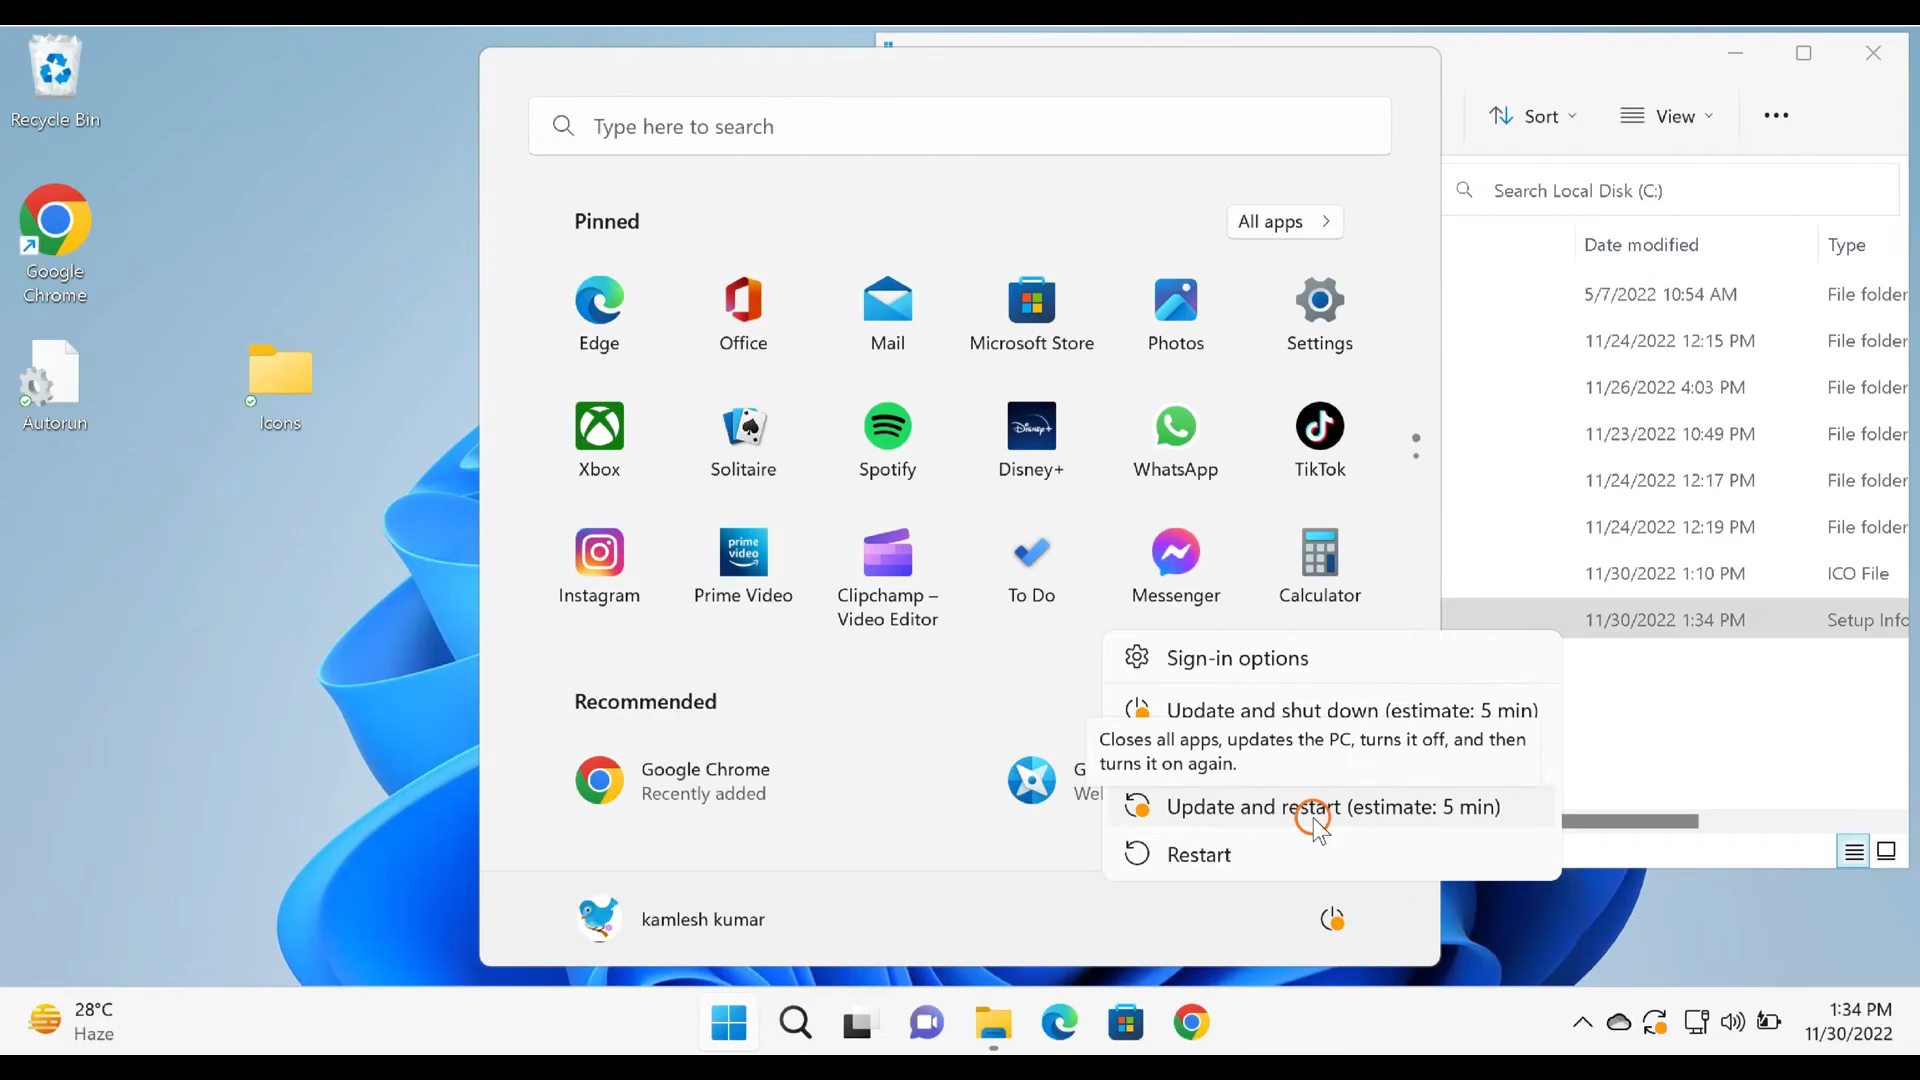 Recycle Bin
Google
Chrome
Autorun
Icons
Type here to search
Pinned
All apps
Edge
Office
Mail
Microsoft Store
Photos
Settings
Xbox
Solitaire
Spotify
Disney+
Disney+
WhatsApp
TikTok
prime
video
Instagram
Prime Video
Clipchamp –
Video Editor
To Do
Messenger
Calculator
Recommended
Google Chrome
Recently added
G
Wel
kamlesh kumar
Sign-in options
Update and shut down (estimate: 5 min)
Closes all apps, updates the PC, turns it off, and then
turns it on again.
Update and restart (estimate: 5 min)
Restart
Sort
View
Search Local Disk (C:)
Date modified Type
5/7/2022 10:54 AM File folder
11/24/2022 12:15 PM File folder
11/26/2022 4:03 PM File folder
11/23/2022 10:49 PM File folder
11/24/2022 12:17 PM File folder
11/24/2022 12:19 PM File folder
11/30/2022 1:10 PM ICO File
11/30/2022 1:34 PM Setup Info
28°C
Haze
1:34 PM
11/30/2022